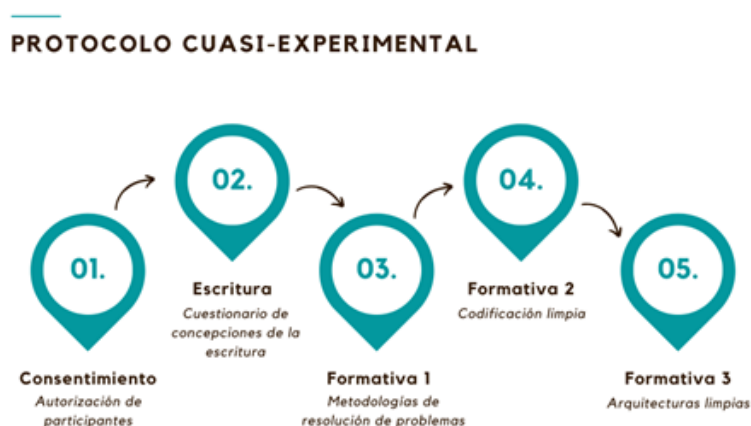 PROTOCOLO CUASI-EXPERIMENTAL
01.
Consentimiento
Autorización de
participantes
02.
Escritura
Cuestionario de
concepciones de la
escritura
03.
Formativa 1
Metodologías de
resolución de problemas
04.
Formativa 2
Codificación limpia
05.
Formativa 3
Arquitecturas limpias